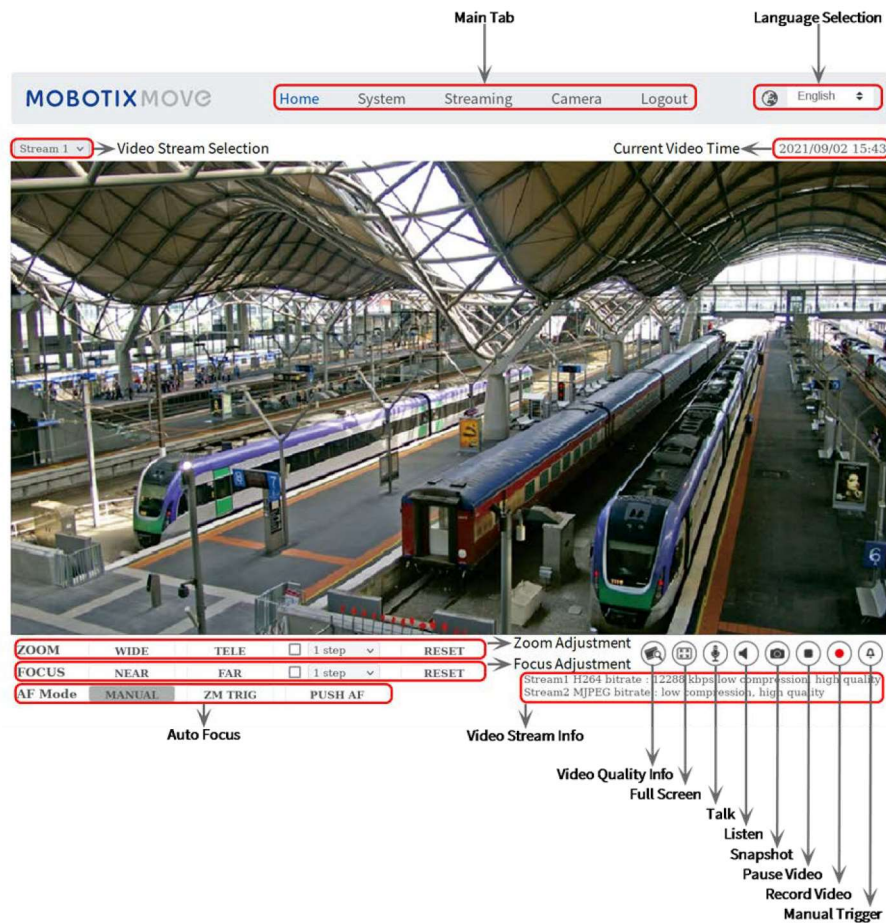 Main Tab
Language Selection
MOBOTIX MOVE
Home System Streaming Camera Logout
English
Stream 1
Video Stream Selection
Current Video Time
2021/09/02 15:43
8 7
6
ZOOM WIDE TELE 1 step RESET
Zoom Adjustment
FOCUS NEAR FAR 1 step RESET
Focus Adjustment
AF Mode MANUAL ZM TRIG PUSH AF
Stream1 H264 bitrate : 12288 kbps low compression, high quality
Stream2 MJPEG bitrate : low compression, high quality
Auto Focus
Video Stream Info
Video Quality Info
Full Screen
Talk
Listen
Snapshot
Pause Video
Record Video
Manual Trigger